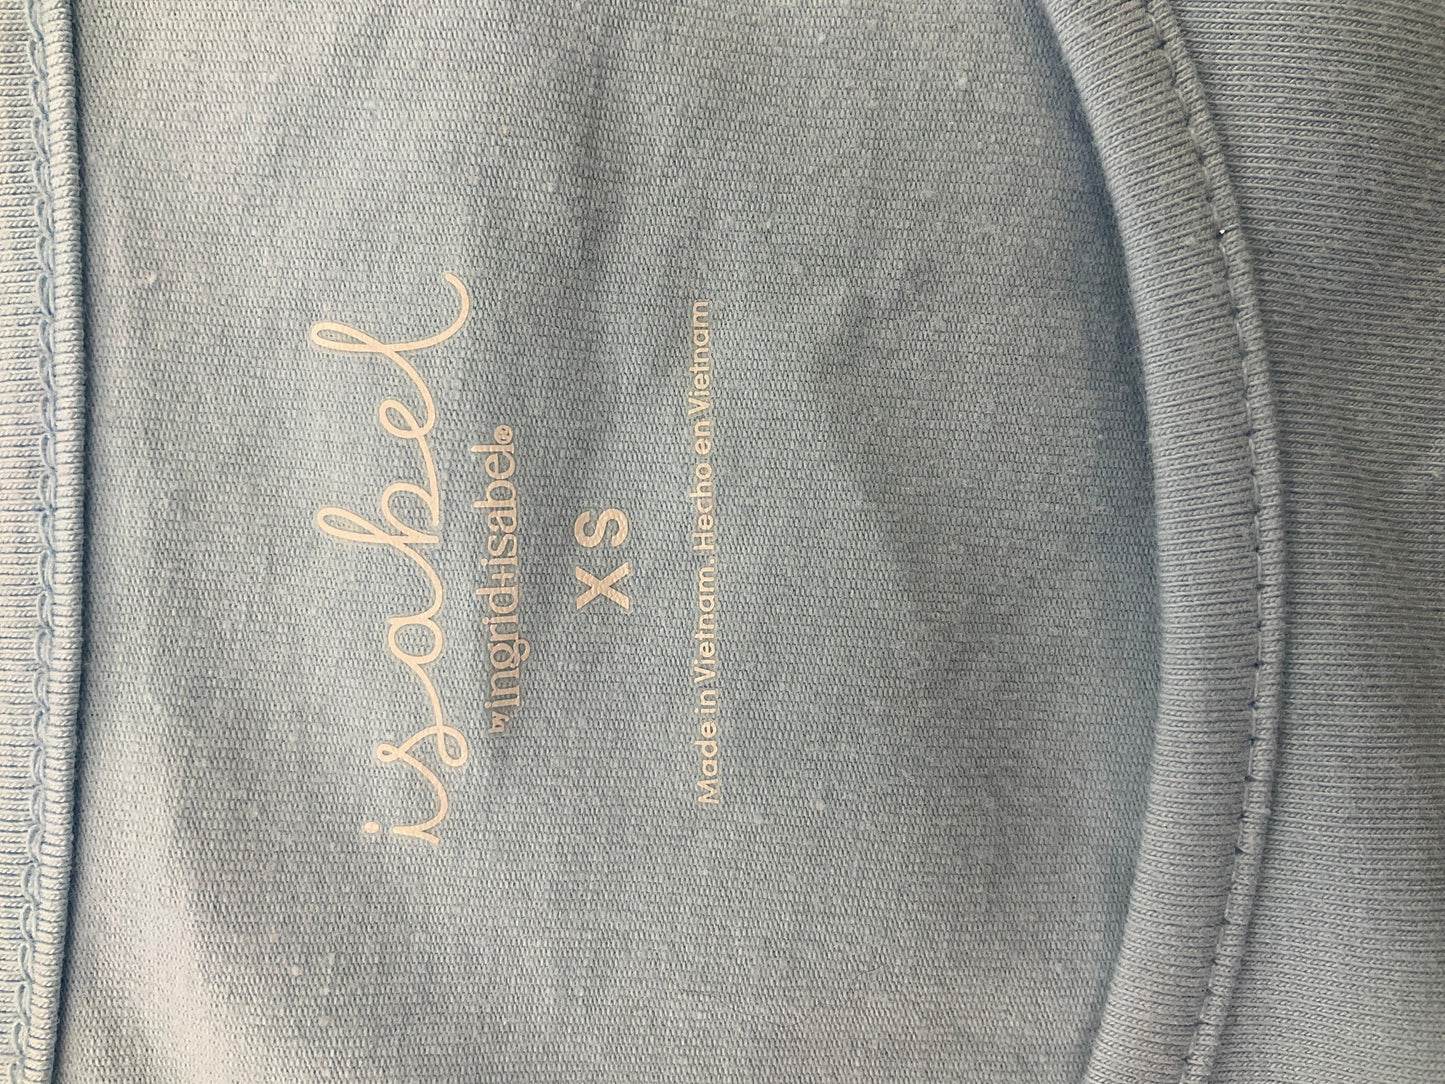 isabel
by ingrid+isabel®
XS
Made in Vietnam. Hecho en Vietnam